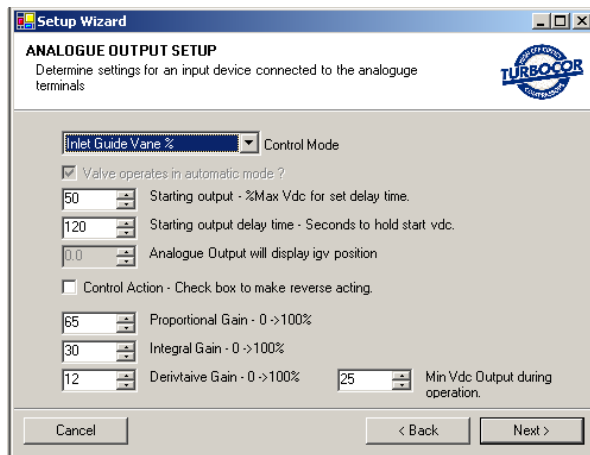 Setup Wizard
ANALOGUE OUTPUT SETUP
Determine settings for an input device connected to the analoguge
terminals
TURBOCOR
COMPRESSORS
Inlet Guide Vane % Control Mode
Valve operates in automatic mode ?
50 Starting output - %Max Vdc for set delay time.
120 Starting output delay time - Seconds to hold start vdc.
0.0 Analogue Output will display igv position
Control Action - Check box to make reverse acting.
65 Proportional Gain - 0 ->100%
30 Integral Gain - 0 ->100%
12 Derivtaive Gain - 0 ->100% 25 Min Vdc Output during
operation.
Cancel < Back Next >